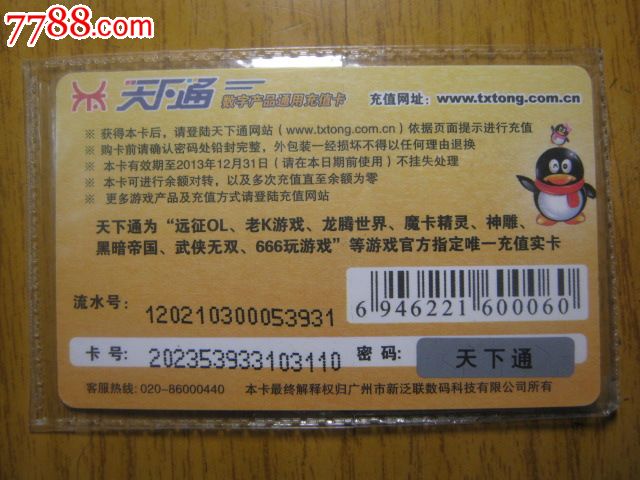 7788.com
天下通 数字产品通用充值卡 充值网址:www.txtong.com.cn
※ 获得本卡后，请登陆天下通网站（www.txtong.com.cn）依据页面提示进行充值
※ 购卡前请确认密码处铅封完整，外包装一经损坏不得以任何理由退换
※ 本卡有效期至2013年12月31日（请在本日期前使用）不挂失处理
※ 本卡可进行余额对转，以及多次充值直至余额为零
※ 更多游戏产品及充值方式请登陆充值网站
天下通为“远征OL、老K游戏、龙腾世界、魔卡精灵、神雕、
黑暗帝国、武侠无双、666玩游戏”等游戏官方指定唯一充值实卡
流水号: 120210300053931
6 946221 600060
卡 号: 202353933103110 密 码: 天下通
客服热线: 020-86000440 本卡最终解释权归广州市新泛联数码科技有限公司所有